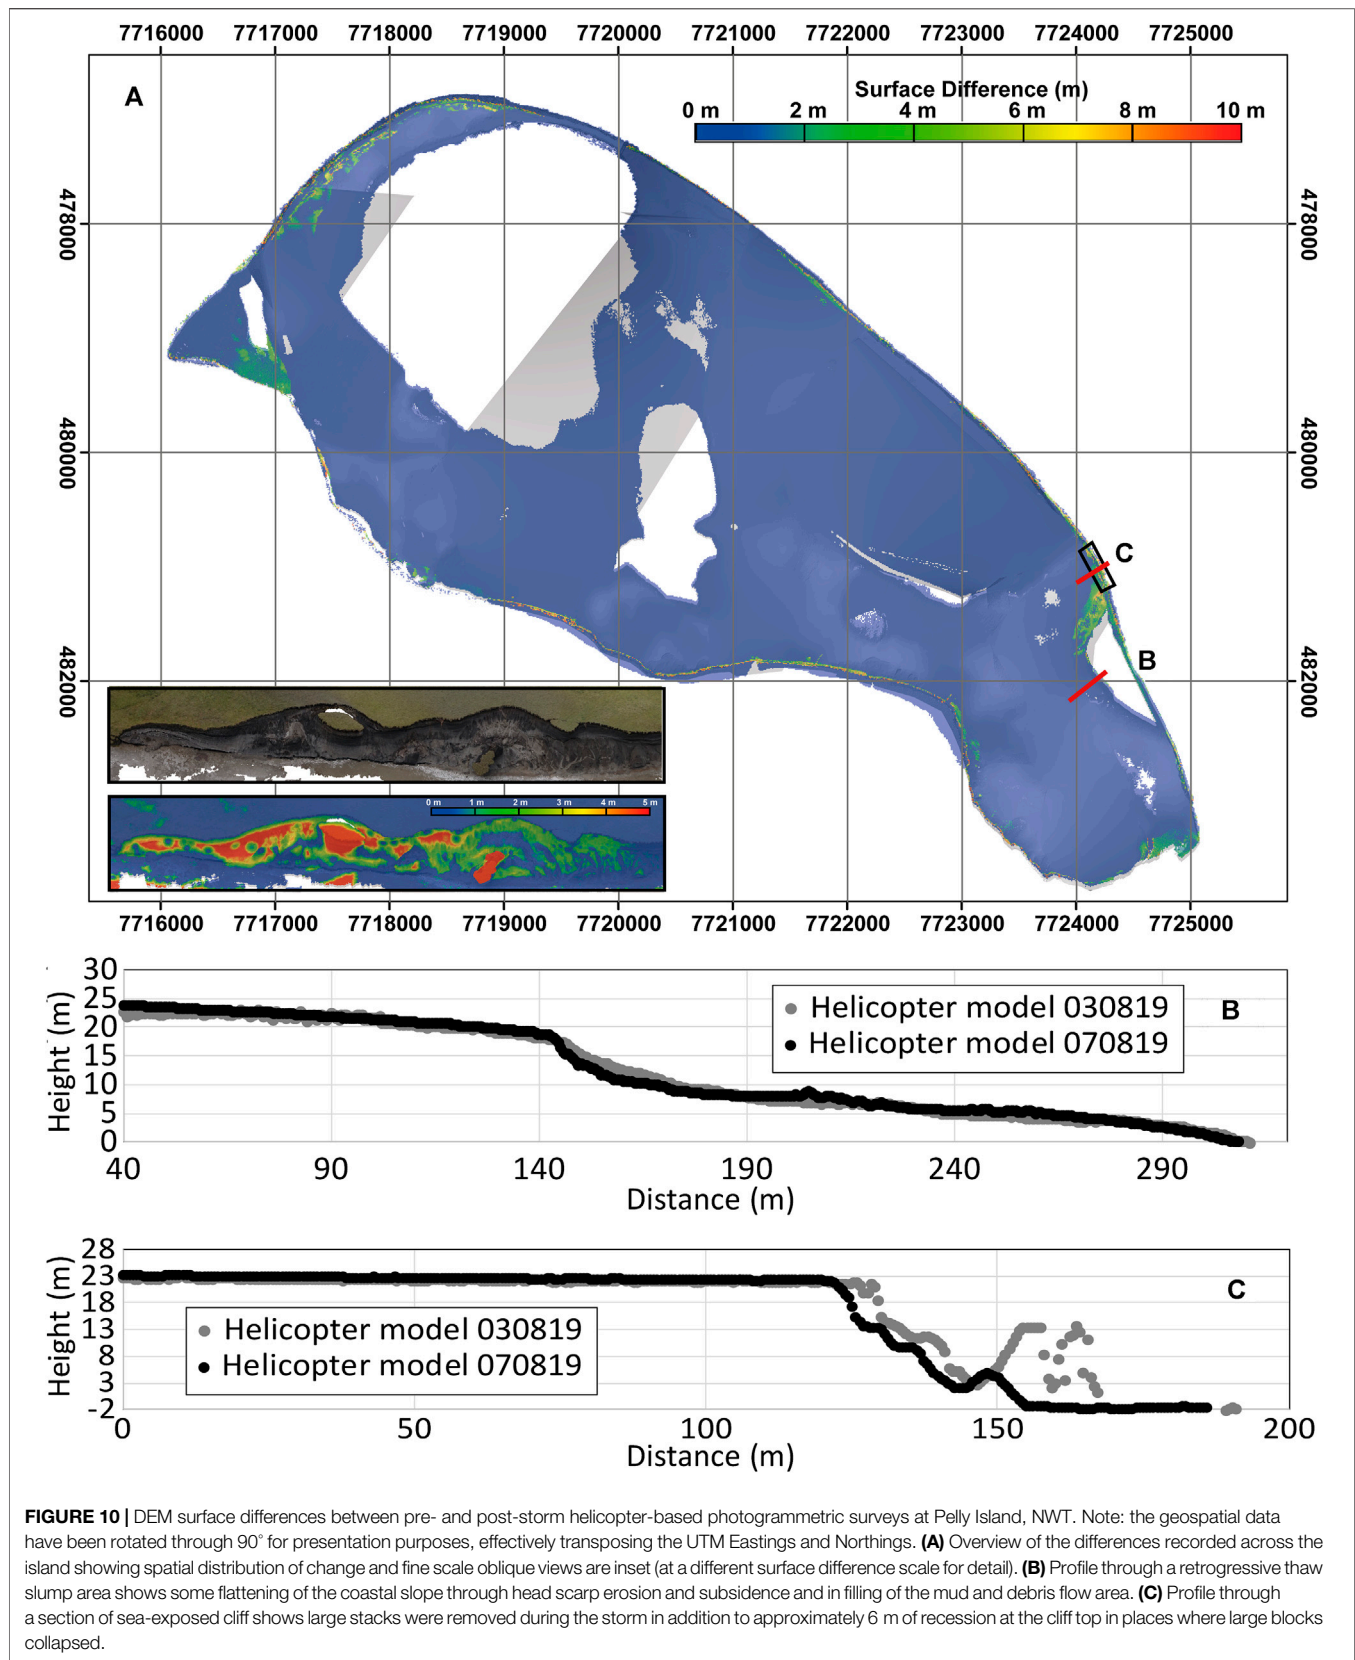 7716000 7717000 7718000 7719000 7720000 7721000 7722000 7723000 7724000 7725000
A
Surface Difference (m)
0 m 2 m 4 m 6 m 8 m 10 m
478000 478000
480000 480000
C
B
482000 482000
0 m 1 m 2 m 3 m 4 m 5 m
7716000 7717000 7718000 7719000 7720000 7721000 7722000 7723000 7724000 7725000
30
25
20
15
10
5
0
Height (m)
Helicopter model 030819
Helicopter model 070819
B
40 90 140 190 240 290
Distance (m)
28
23
18
13
8
3
-2
Height (m)
Helicopter model 030819
Helicopter model 070819
C
0 50 100 150 200
Distance (m)
FIGURE 10 | DEM surface differences between pre- and post-storm helicopter-based photogrammetric surveys at Pelly Island, NWT. Note: the geospatial data
have been rotated through 90° for presentation purposes, effectively transposing the UTM Eastings and Northings. (A) Overview of the differences recorded across the
island showing spatial distribution of change and fine scale oblique views are inset (at a different surface difference scale for detail). (B) Profile through a retrogressive thaw
slump area shows some flattening of the coastal slope through head scarp erosion and subsidence and in filling of the mud and debris flow area. (C) Profile through
a section of sea-exposed cliff shows large stacks were removed during the storm in addition to approximately 6 m of recession at the cliff top in places where large blocks
collapsed.